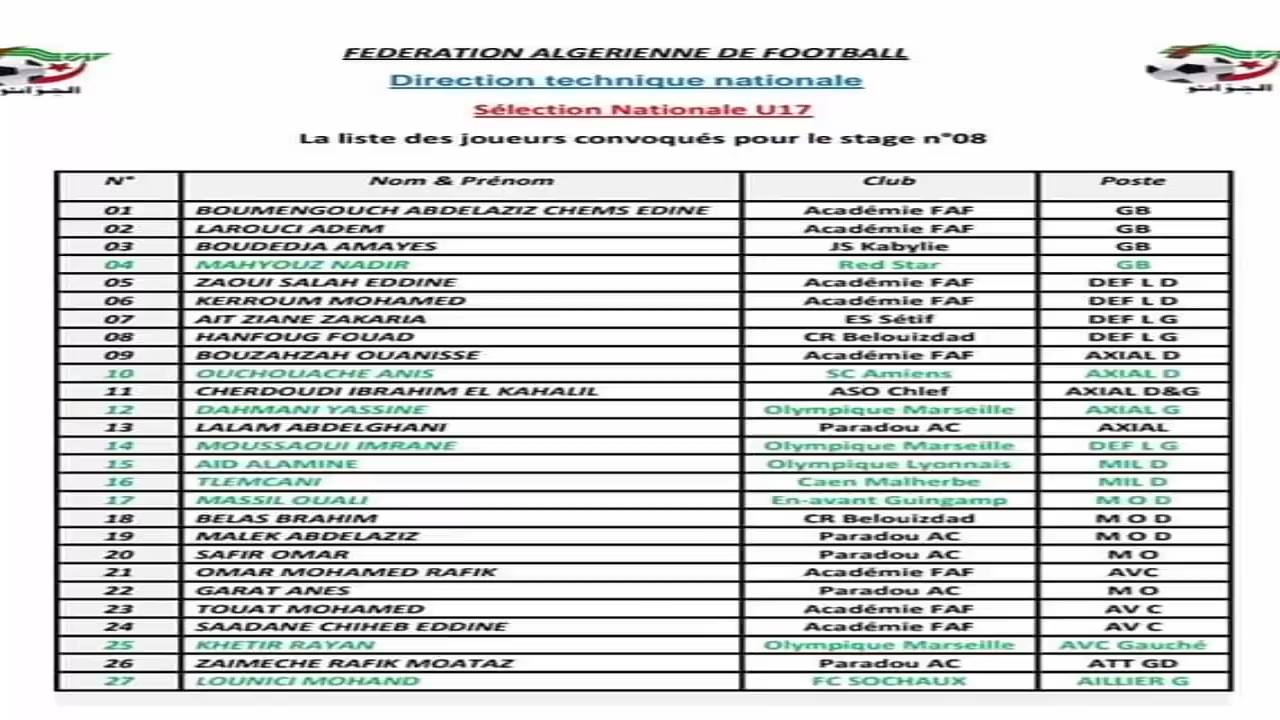 FEDERATION ALGERIENNE DE FOOTBALL
Direction technique nationale
Sélection Nationale U17
La liste des joueurs convoqués pour le stage n°08
N° Nom & Prénom Club Poste
01 BOUMENGOUCH ABDELAZIZ CHEMS EDINE Académie FAF GB
02 LAROUCI ADEM Académie FAF GB
03 BOUDEDJA AMAYES JS Kabylie GB
04 MAHYOUZ NADIR Red Star GB
05 ZAOUI SALAH EDDINE Académie FAF DEF L D
06 KERROUM MOHAMED Académie FAF DEF L D
07 AIT ZIANE ZAKARIA ES Sétif DEF L G
08 HANFOUG FOUAD CR Belouizdad DEF L G
09 BOUZAHZAH OUANISSE Académie FAF AXIAL D
10 OUCHOUACHE ANIS SC Amiens AXIAL D
11 CHERDOUDI IBRAHIM EL KAHALIL ASO Chlef AXIAL D&G
12 DAHMANI YASSINE Olympique Marseille AXIAL G
13 LALAM ABDELGHANI Paradou AC AXIAL
14 MOUSSAOUI IMRANE Olympique Marseille DEF L G
15 AID ALAMINE Olympique Lyonnais MIL D
16 TLEMCANI Caen Malherbe MIL D
17 MASSIL OUALI En-avant Guingamp M O D
18 BELAS BRAHIM CR Belouizdad M O D
19 MALEK ABDELAZIZ Paradou AC M O D
20 SAFIR OMAR Paradou AC M O
21 OMAR MOHAMED RAFIK Académie FAF AVC
22 GARAT ANES Paradou AC M O
23 TOUAT MOHAMED Académie FAF AV C
24 SAADANE CHIHEB EDDINE Académie FAF AV C
25 KHETIR RAYAN Olympique Marseille AVC Gauché
26 ZAIMECHE RAFIK MOATAZ Paradou AC ATT GD
27 LOUNICI MOHAND FC SOCHAUX AILLIER G